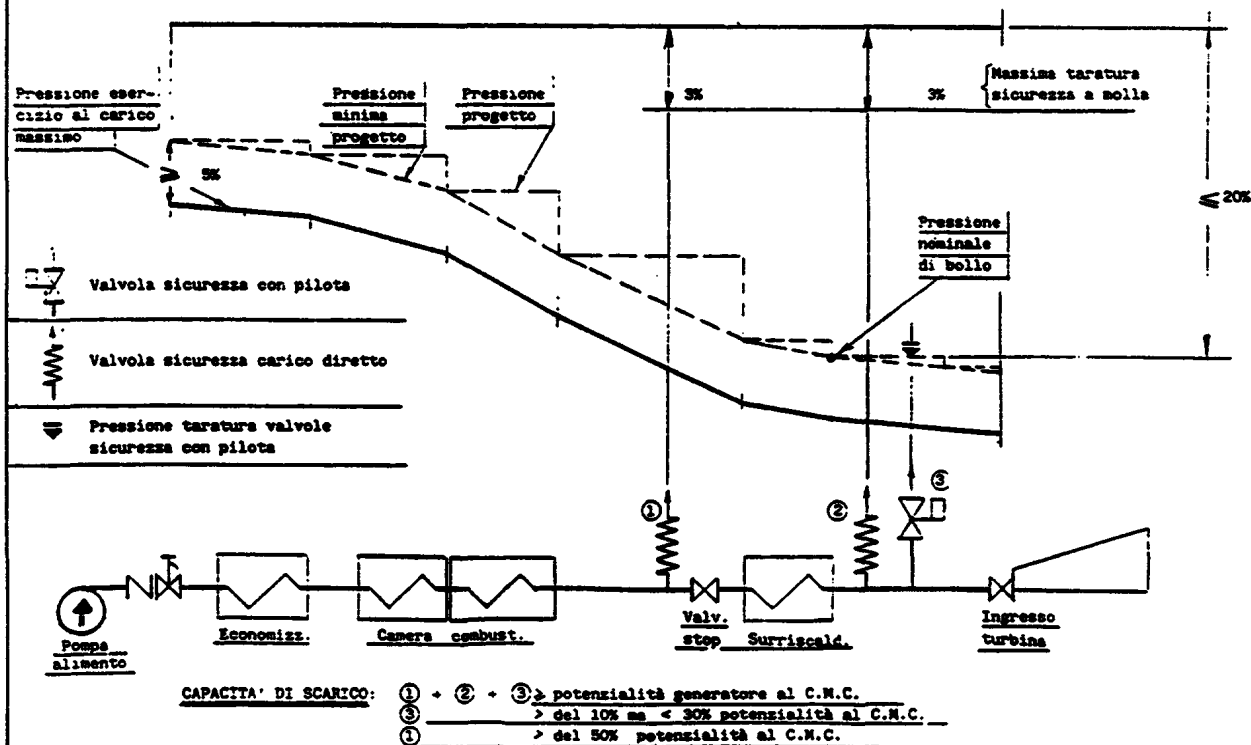 Pressione eser-
cizio al carico
massimo
Pressione
minima
progetto
Pressione
progetto
3%
3%
Massima taratura
sicurezza a molla
≥ 5%
≤ 20%
Pressione
nominale
di bollo
Valvola sicurezza con pilota
Valvola sicurezza carico diretto
Pressione taratura valvole
sicurezza con pilota
①
②
③
Pompa
alimento
Economizz.
Camera combust.
Valv.
stop
Surriscald.
Ingresso
turbina
CAPACITA' DI SCARICO: ① + ② + ③ > potenzialità generatore al C.M.C.
③ > del 10% ma < 30% potenzialità al C.M.C.
① > del 50% potenzialità al C.M.C.